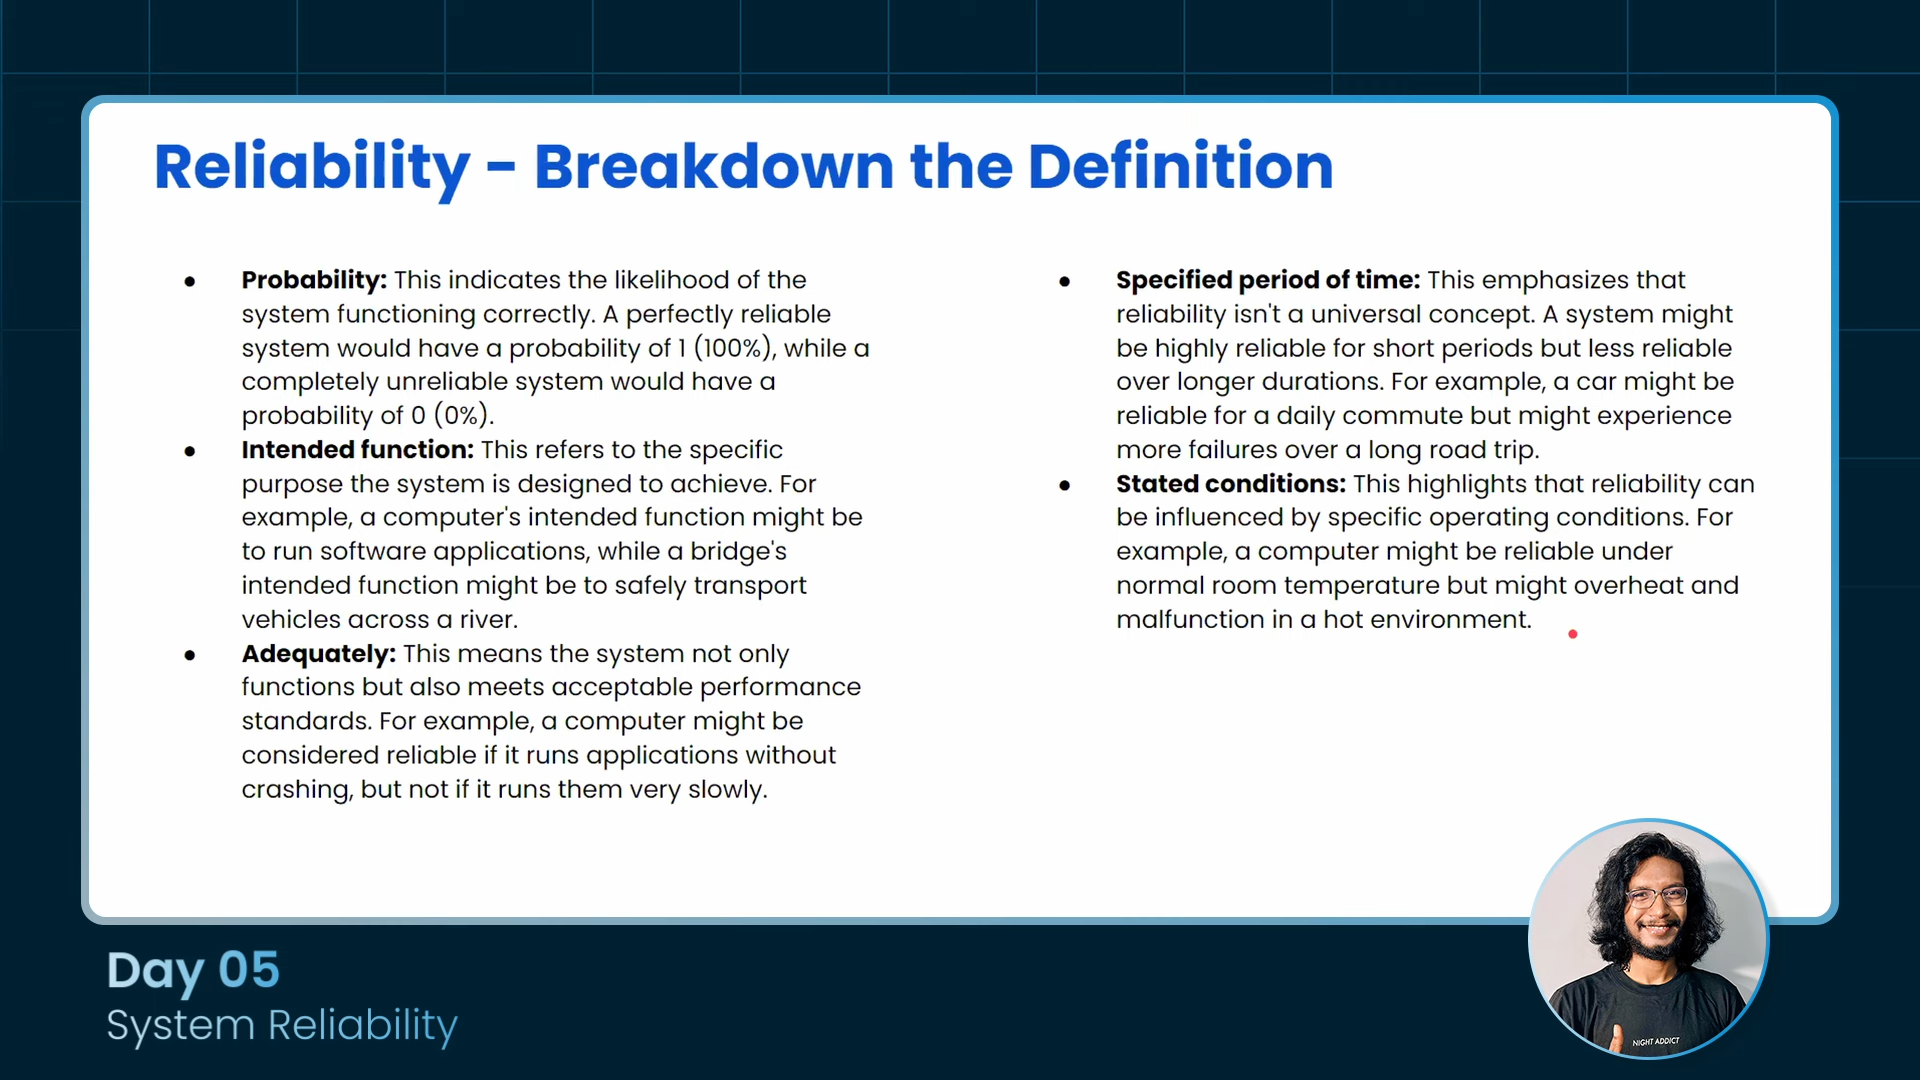 Reliability - Breakdown the Definition
● Probability: This indicates the likelihood of the
system functioning correctly. A perfectly reliable
system would have a probability of 1 (100%), while a
completely unreliable system would have a
probability of 0 (0%).
● Intended function: This refers to the specific
purpose the system is designed to achieve. For
example, a computer's intended function might be
to run software applications, while a bridge's
intended function might be to safely transport
vehicles across a river.
● Adequately: This means the system not only
functions but also meets acceptable performance
standards. For example, a computer might be
considered reliable if it runs applications without
crashing, but not if it runs them very slowly.
● Specified period of time: This emphasizes that
reliability isn't a universal concept. A system might
be highly reliable for short periods but less reliable
over longer durations. For example, a car might be
reliable for a daily commute but might experience
more failures over a long road trip.
● Stated conditions: This highlights that reliability can
be influenced by specific operating conditions. For
example, a computer might be reliable under
normal room temperature but might overheat and
malfunction in a hot environment.
Day 05
System Reliability
NIGHT ADDICT